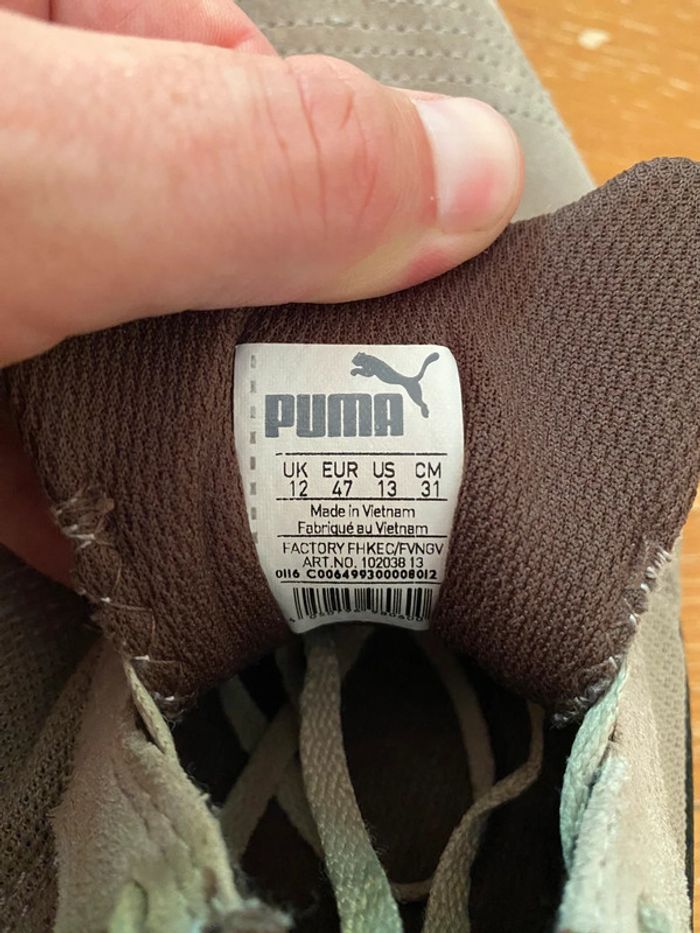 PUMA
UK EUR US CM
12 47 13 31
Made in Vietnam
Fabriqué au Vietnam
FACTORY FHKEC/FVNGV
ART.NO. 102038 13
0116 C006499300008012